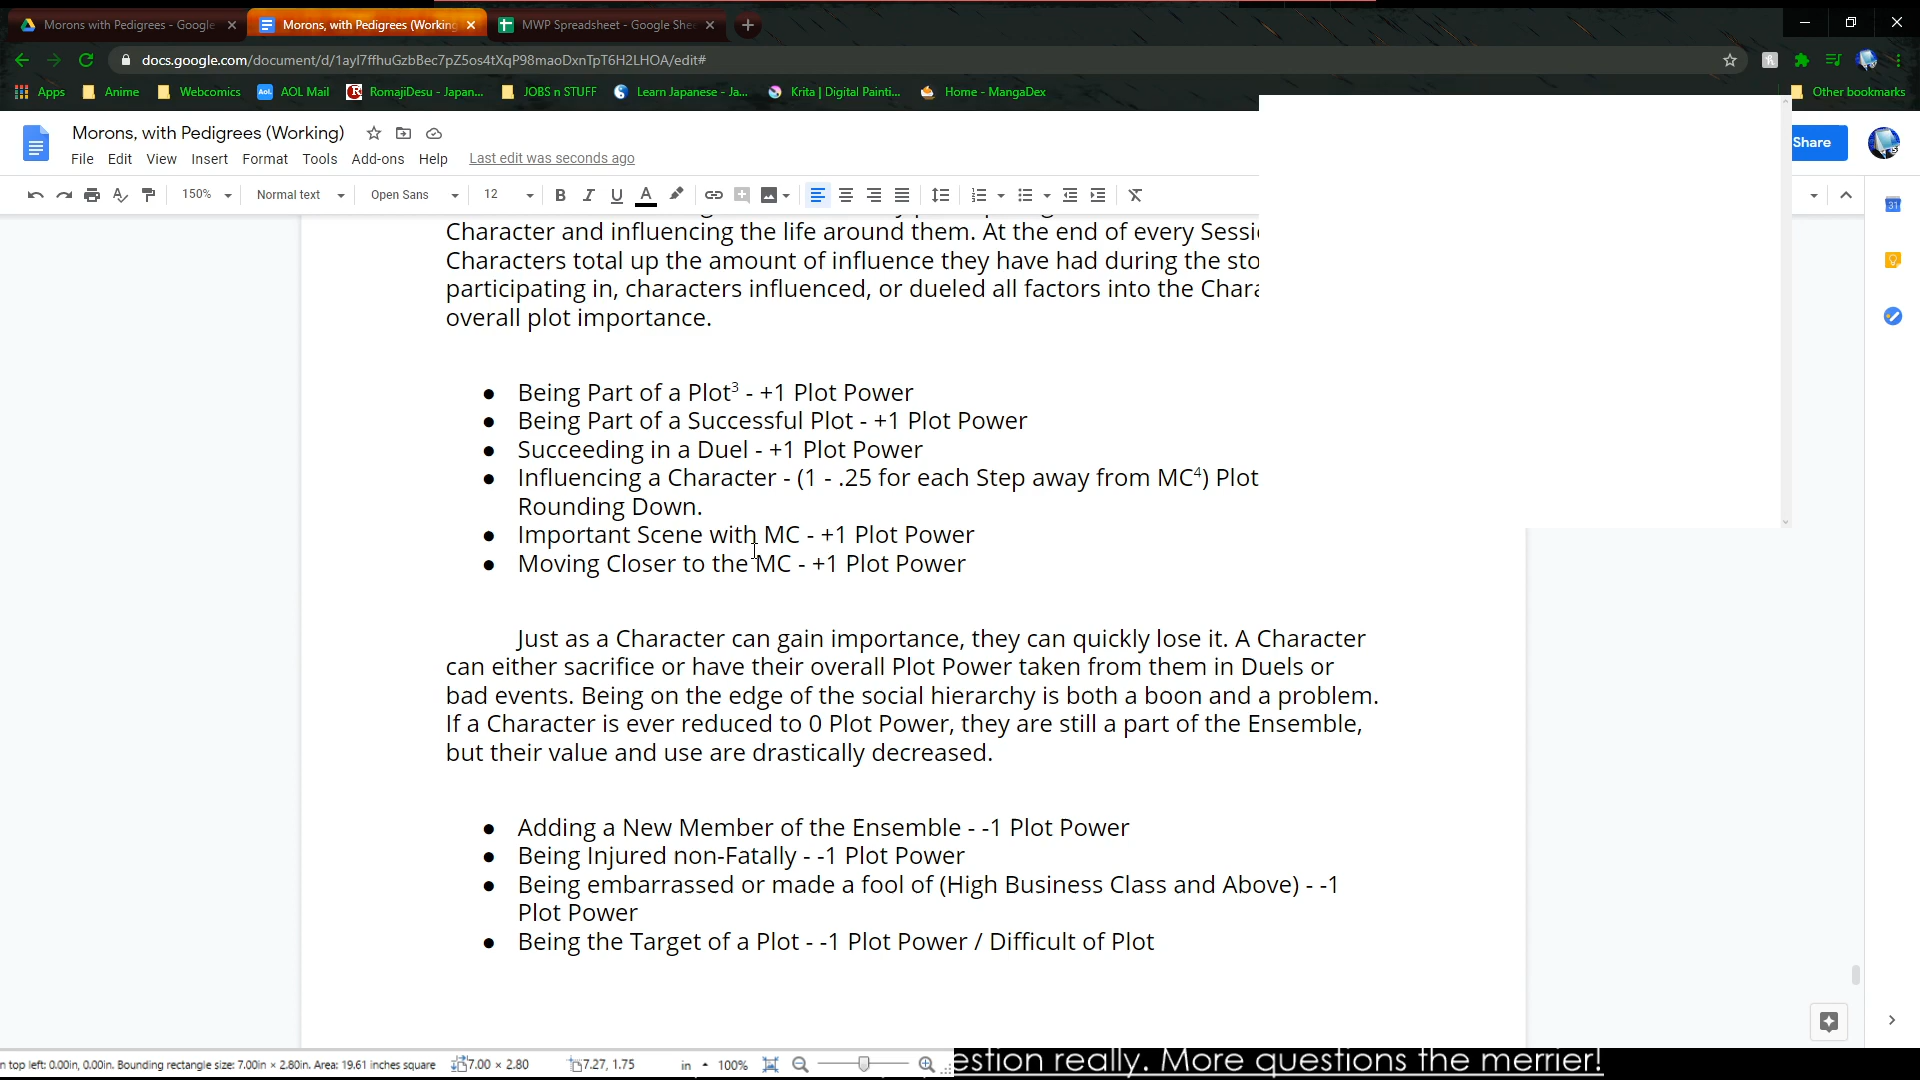 Morons with Pedigrees - Google
Morons, with Pedigrees (Working
MWP Spreadsheet - Google She
docs.google.com/document/d/1ayl7ffhuGzbBec7pZ5os4tXqP98maoDxnTpT6H2LHOA/edit#
Apps Anime Webcomics AOL Mail RomajiDesu - Japan... JOBS n STUFF Learn Japanese - Ja... Krita | Digital Painti... Home - MangaDex Other bookmarks
Morons, with Pedigrees (Working)
File Edit View Insert Format Tools Add-ons Help Last edit was seconds ago
Share
150% Normal text Open Sans 12 B I U A
31
Character and influencing the life around them. At the end of every Sessi
Characters total up the amount of influence they have had during the sto
participating in, characters influenced, or dueled all factors into the Chara
overall plot importance.
● Being Part of a Plot³ - +1 Plot Power
● Being Part of a Successful Plot - +1 Plot Power
● Succeeding in a Duel - +1 Plot Power
● Influencing a Character - (1 - .25 for each Step away from MC⁴) Plot
Rounding Down.
● Important Scene with MC - +1 Plot Power
● Moving Closer to the MC - +1 Plot Power
Just as a Character can gain importance, they can quickly lose it. A Character
can either sacrifice or have their overall Plot Power taken from them in Duels or
bad events. Being on the edge of the social hierarchy is both a boon and a problem.
If a Character is ever reduced to 0 Plot Power, they are still a part of the Ensemble,
but their value and use are drastically decreased.
● Adding a New Member of the Ensemble - -1 Plot Power
● Being Injured non-Fatally - -1 Plot Power
● Being embarrassed or made a fool of (High Business Class and Above) - -1
Plot Power
● Being the Target of a Plot - -1 Plot Power / Difficult of Plot
n top left: 0.00in, 0.00in. Bounding rectangle size: 7.00in × 2.80in. Area: 19.61 inches square 7.00 × 2.80 7.27, 1.75 in 100%
estion really. More questions the merrier!